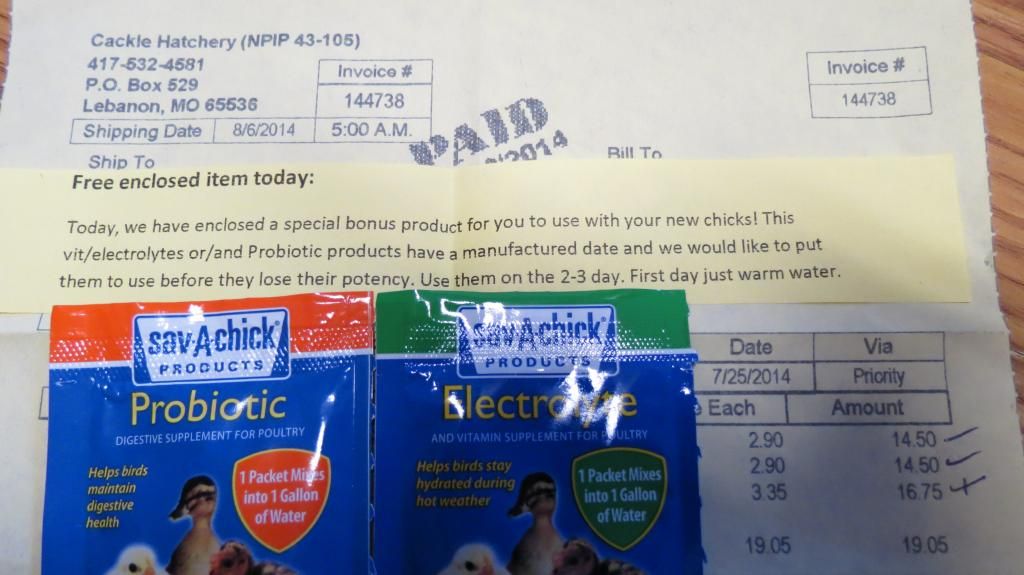 Cackle Hatchery (NPIP 43-105)
417-532-4581
P.O. Box 529
Lebanon, MO 65536
Invoice #
144738
Shipping Date 8/6/2014 5:00 A.M.
PAID
2014
Invoice #
144738
Ship To
Bill To
Free enclosed item today:
Today, we have enclosed a special bonus product for you to use with your new chicks! This
vit/electrolytes or/and Probiotic products have a manufactured date and we would like to put
them to use before they lose their potency. Use them on the 2-3 day. First day just warm water.
sav-A-chick®
PRODUCTS
Probiotic
DIGESTIVE SUPPLEMENT FOR POULTRY
Helps birds
maintain
digestive
health
1 Packet Mixes
into 1 Gallon
of Water
sav-A-chick®
PRODUCTS
Electrolyte
AND VITAMIN SUPPLEMENT FOR POULTRY
Helps birds stay
hydrated during
hot weather
1 Packet Mixes
into 1 Gallon
of Water
Date Via
7/25/2014 Priority
Each Amount
2.90 14.50
2.90 14.50
3.35 16.75
19.05 19.05